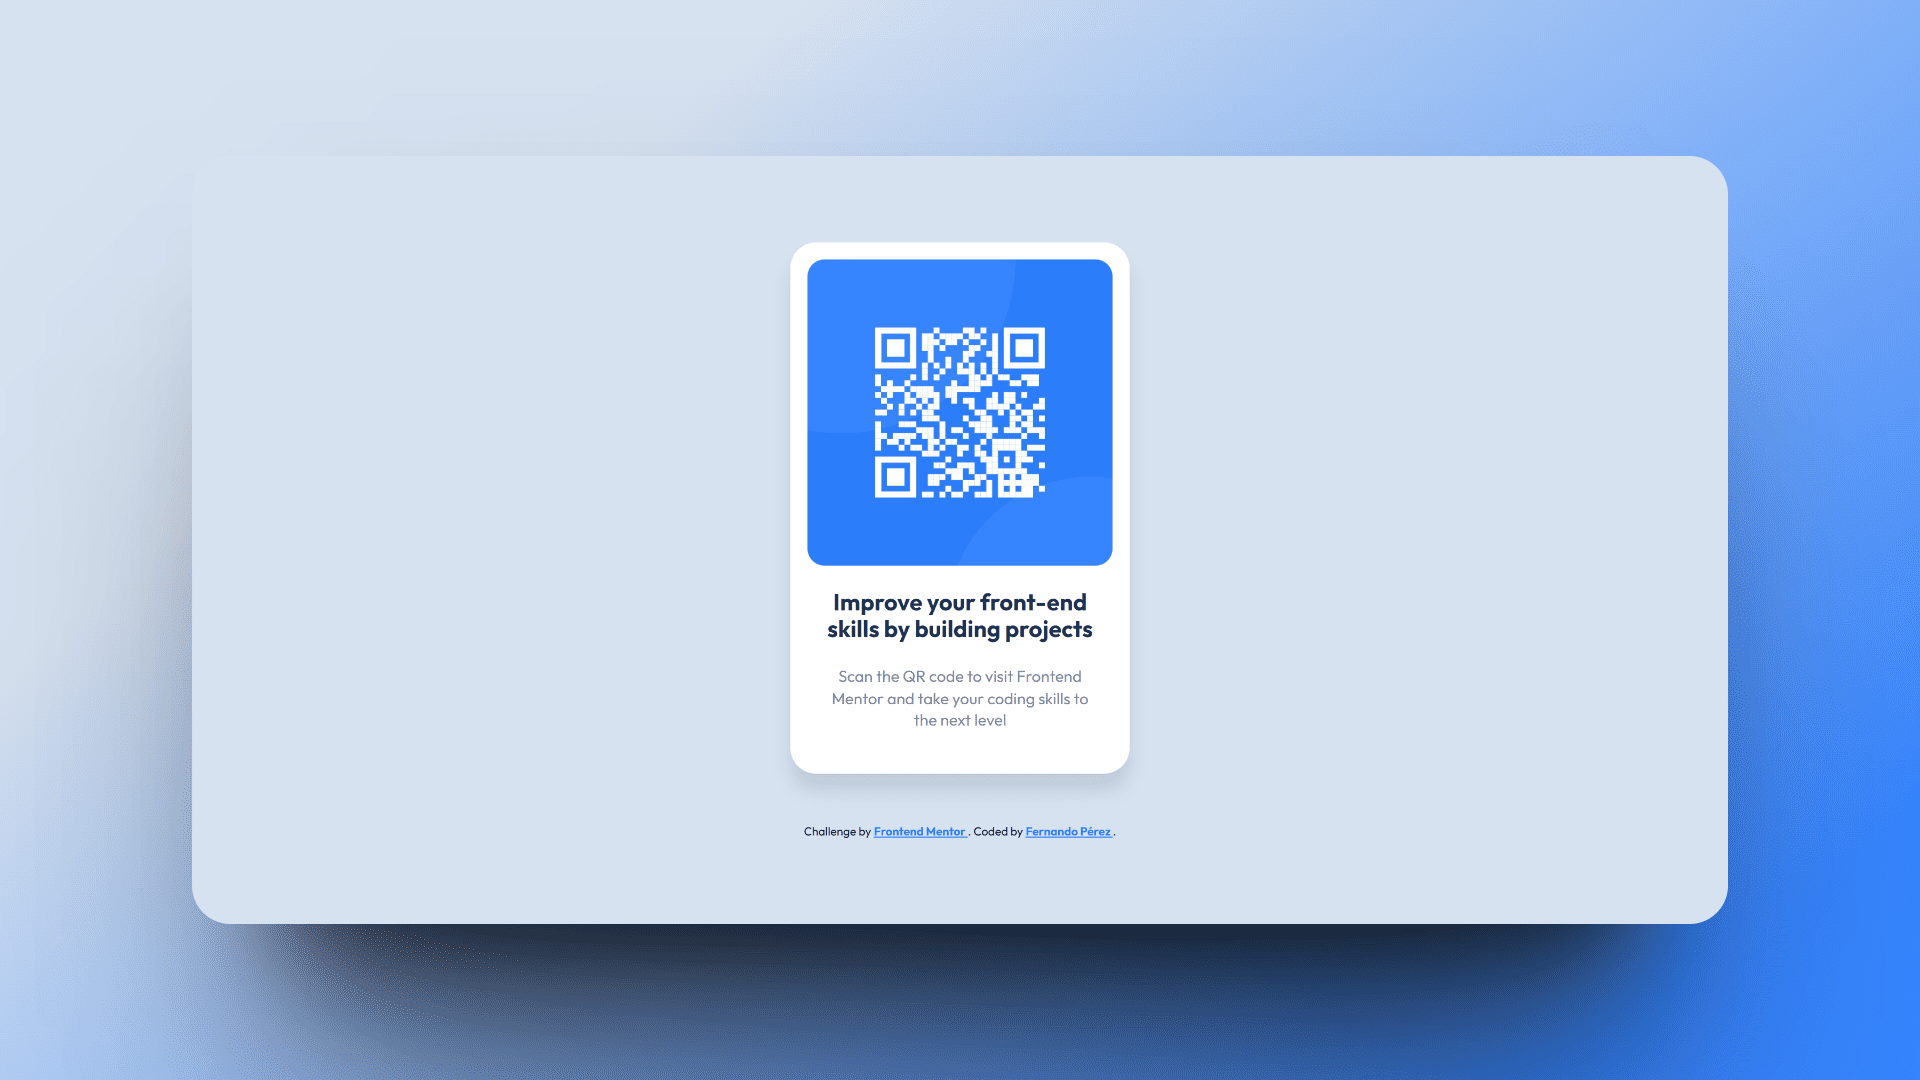 Improve your front-end
skills by building projects
Scan the QR code to visit Frontend
Mentor and take your coding skills to
the next level
Challenge by Frontend Mentor . Coded by Fernando Pérez .